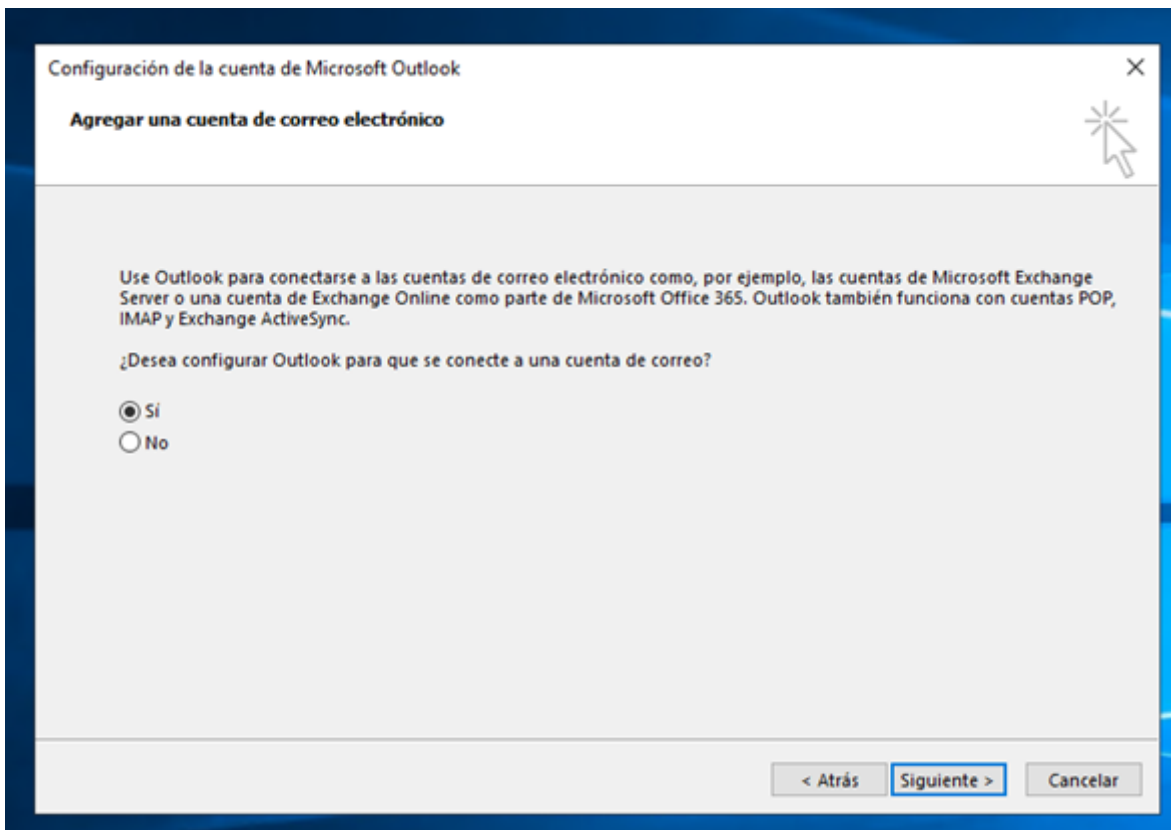 Configuración de la cuenta de Microsoft Outlook
Agregar una cuenta de correo electrónico
Use Outlook para conectarse a las cuentas de correo electrónico como, por ejemplo, las cuentas de Microsoft Exchange
Server o una cuenta de Exchange Online como parte de Microsoft Office 365. Outlook también funciona con cuentas POP,
IMAP y Exchange ActiveSync.
¿Desea configurar Outlook para que se conecte a una cuenta de correo?
Sí
No
< Atrás Siguiente > Cancelar